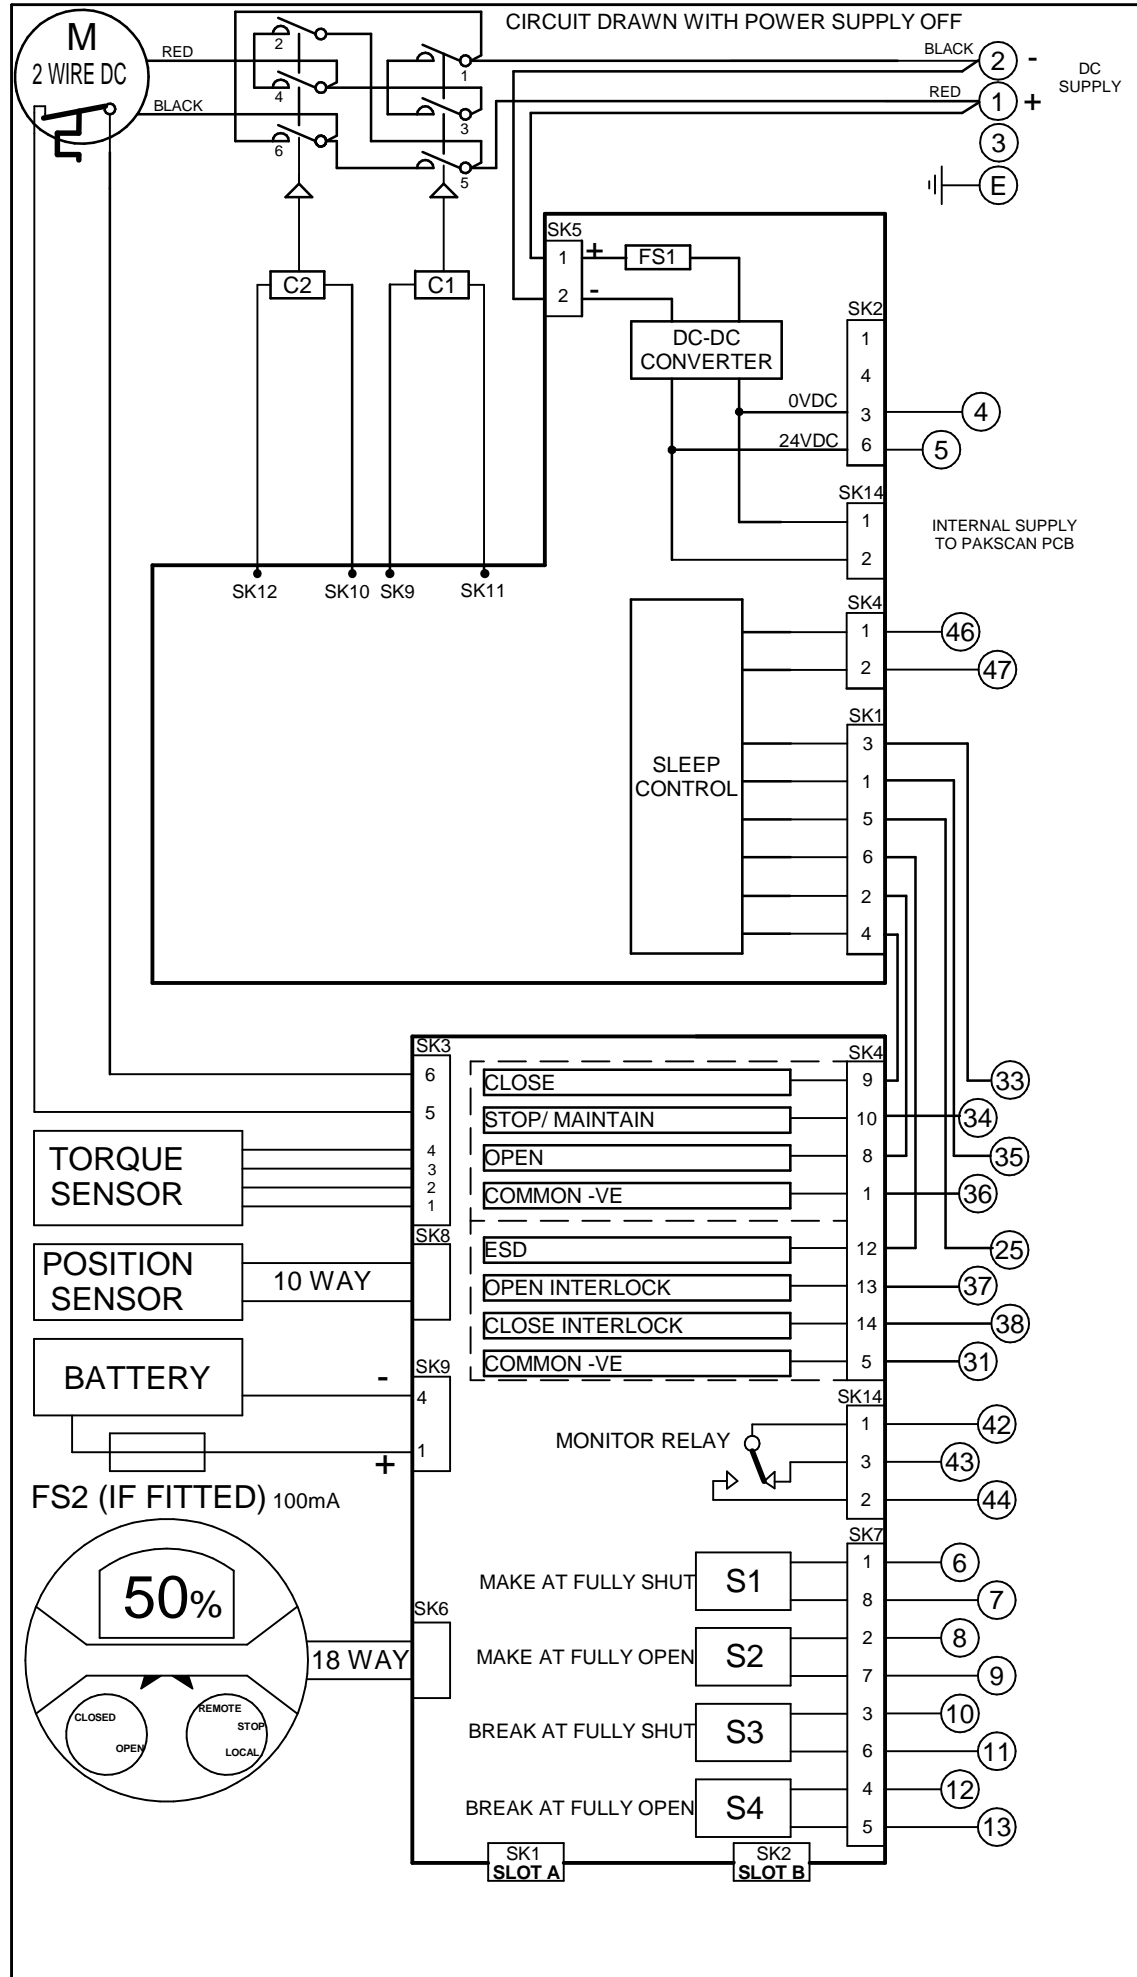 CIRCUIT DRAWN WITH POWER SUPPLY OFF
M
2 WIRE DC
RED
BLACK
2
4
6
1
3
5
BLACK
2 -
RED
1 +
DC
SUPPLY
3
E
C2
C1
SK12
SK10
SK9
SK11
SK5
1
+
FS1
2
-
DC-DC
CONVERTER
0VDC
24VDC
SK2
1
4
3
4
6
5
SK14
1
2
INTERNAL SUPPLY
TO PAKSCAN PCB
SLEEP
CONTROL
SK4
1
46
2
47
SK1
3
1
5
6
2
4
SK3
6
5
4
3
2
1
TORQUE
SENSOR
SK8
POSITION
SENSOR
10 WAY
BATTERY
SK9
-
4
1
+
FS2 (IF FITTED) 100mA
50%
CLOSED
OPEN
REMOTE
STOP
LOCAL
18 WAY
SK6
SK4
CLOSE
9
33
STOP/ MAINTAIN
10
34
OPEN
8
35
COMMON -VE
1
36
ESD
12
25
OPEN INTERLOCK
13
37
CLOSE INTERLOCK
14
38
COMMON -VE
5
31
SK14
MONITOR RELAY
1
42
3
43
2
44
SK7
MAKE AT FULLY SHUT
S1
1
6
8
7
MAKE AT FULLY OPEN
S2
2
8
7
9
BREAK AT FULLY SHUT
S3
3
10
6
11
BREAK AT FULLY OPEN
S4
4
12
5
13
SK1
SLOT A
SK2
SLOT B